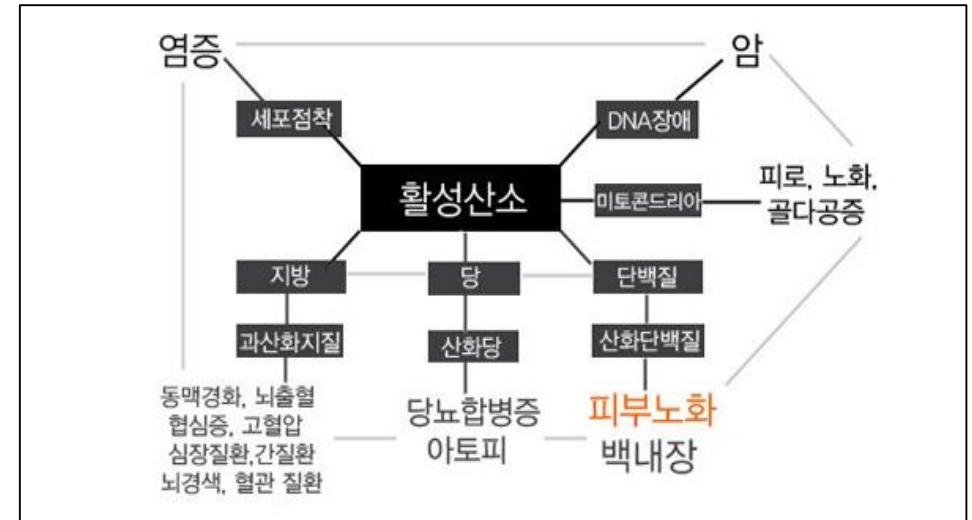 염증
암
세포점착
DNA장애
활성산소
미토콘드리아
피로, 노화,
골다공증
지방
당
단백질
과산화지질
산화당
산화단백질
동맥경화, 뇌출혈
협심증, 고혈압
심장질환,간질환
뇌경색, 혈관 질환
당뇨합병증
아토피
피부노화
백내장